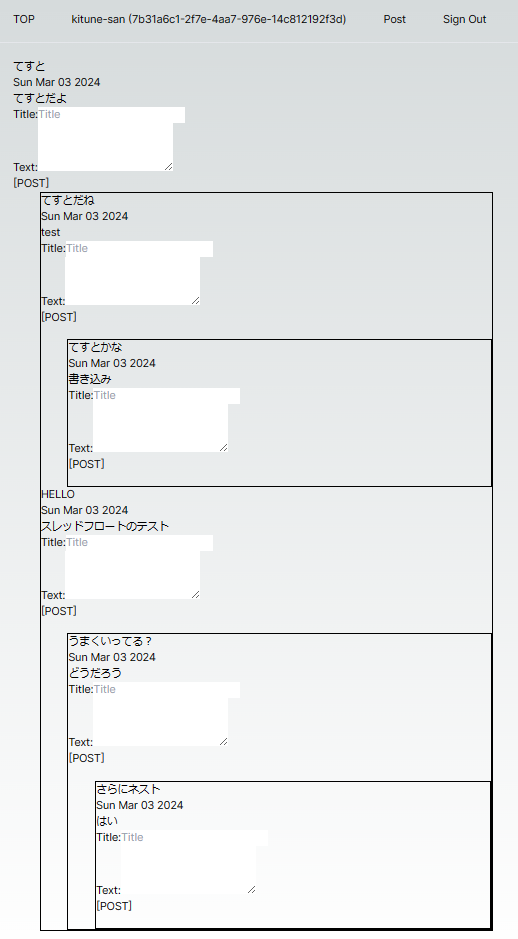 TOP kitune-san (7b31a6c1-2f7e-4aa7-976e-14c812192f3d) Post Sign Out
てすと
Sun Mar 03 2024
てすとだよ
Title:Title
Text:
[POST]
てすとだね
Sun Mar 03 2024
test
Title:Title
Text:
[POST]
てすとかな
Sun Mar 03 2024
書き込み
Title:Title
Text:
[POST]
HELLO
Sun Mar 03 2024
スレッドフロートのテスト
Title:Title
Text:
[POST]
うまくいってる？
Sun Mar 03 2024
どうだろう
Title:Title
Text:
[POST]
さらにネスト
Sun Mar 03 2024
はい
Title:Title
Text:
[POST]